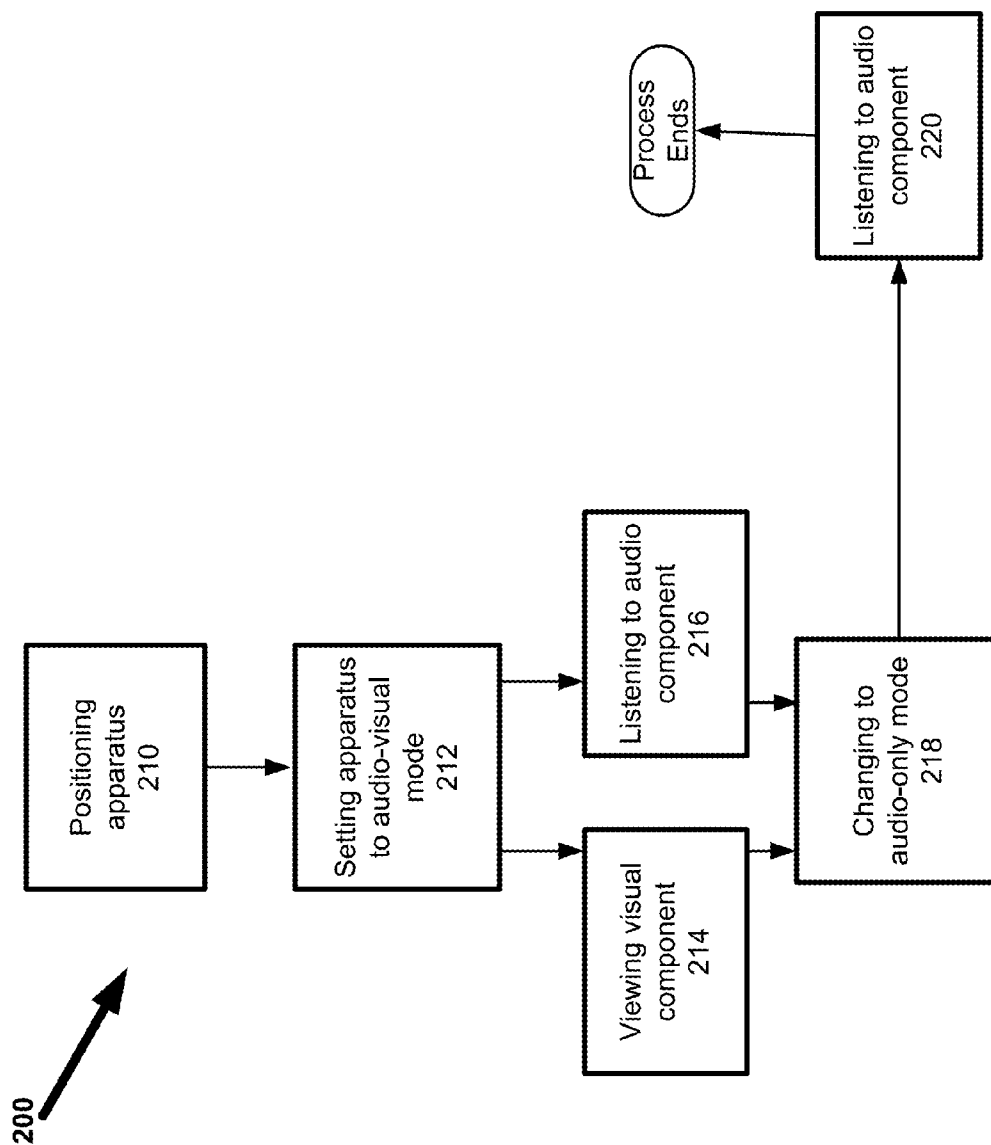 200
Positioning
apparatus
210
Setting apparatus
to audio-visual
mode
212
Viewing visual
component
214
Listening to audio
component
216
Changing to
audio-only mode
218
Listening to audio
component
220
Process
Ends